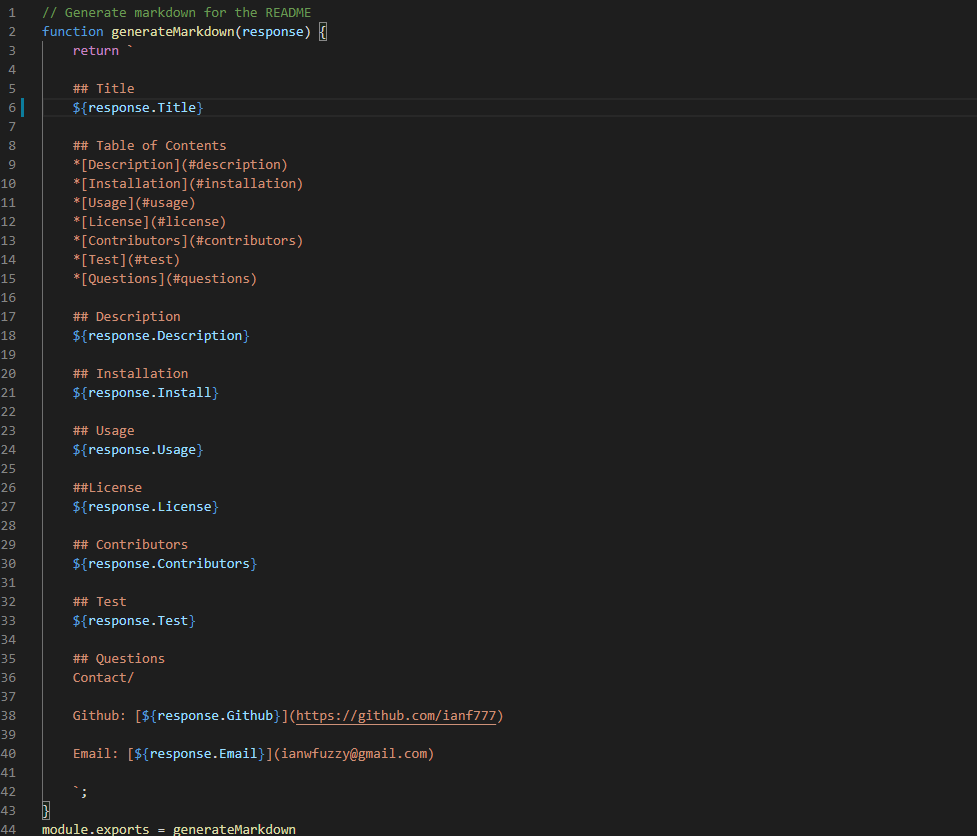 1 // Generate markdown for the README
2 function generateMarkdown(response) {
3 return `
4
5 ## Title
6 ${response.Title}
7
8 ## Table of Contents
9 *[Description](#description)
10 *[Installation](#installation)
11 *[Usage](#usage)
12 *[License](#license)
13 *[Contributors](#contributors)
14 *[Test](#test)
15 *[Questions](#questions)
16
17 ## Description
18 ${response.Description}
19
20 ## Installation
21 ${response.Install}
22
23 ## Usage
24 ${response.Usage}
25
26 ##License
27 ${response.License}
28
29 ## Contributors
30 ${response.Contributors}
31
32 ## Test
33 ${response.Test}
34
35 ## Questions
36 Contact/
37
38 Github: [${response.Github}](https://github.com/ianf777)
39
40 Email: [${response.Email}](ianwfuzzy@gmail.com)
41
42 `;
43 }
44 module.exports = generateMarkdown